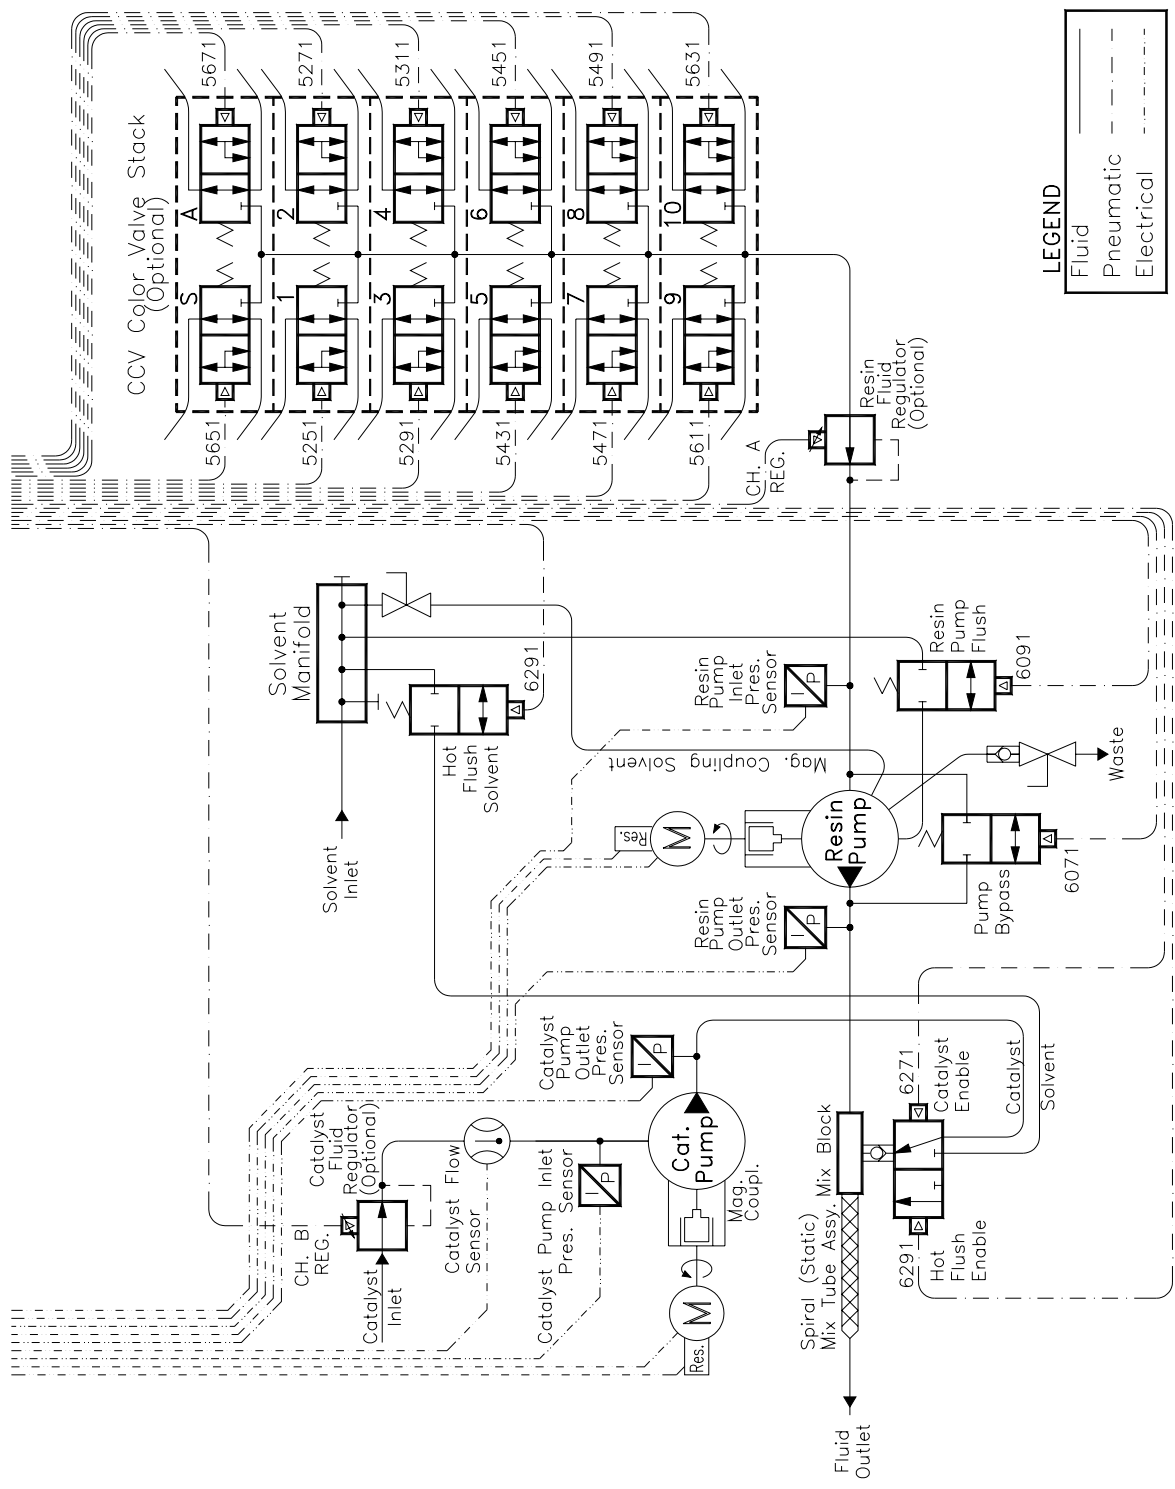 CCV Color Valve Stack
(Optional)
5671
5271
5311
5451
5491
5631
A
2
4
6
8
10
S
1
3
5
7
9
5651
5251
5291
5431
5471
5611
LEGEND
Fluid
Pneumatic
Electrical
CH. A
REG.
Resin
Fluid
Regulator
(Optional)
Solvent
Manifold
6291
Hot
Flush
Solvent
Solvent
Inlet
Resin
Pump
Inlet
Pres.
Sensor
I
P
Resin
Pump
Flush
6091
Mag. Coupling Solvent
Waste
Res.
M
Resin
Pump
Pump
Bypass
6071
Resin
Pump
Outlet
Pres.
Sensor
I
P
Catalyst
Pump
Outlet
Pres.
Sensor
I
P
Catalyst
Fluid
Regulator
(Optional)
CH. B
REG.
Catalyst
Inlet
Catalyst Flow
Sensor
Catalyst Pump Inlet
Pres. Sensor
I
P
Cat.
Pump
Mag.
Coupl.
M
Res.
6271
Catalyst
Enable
Catalyst
Solvent
Mix Block
Spiral (Static)
Mix Tube Assy.
6291
Hot
Flush
Enable
Fluid
Outlet